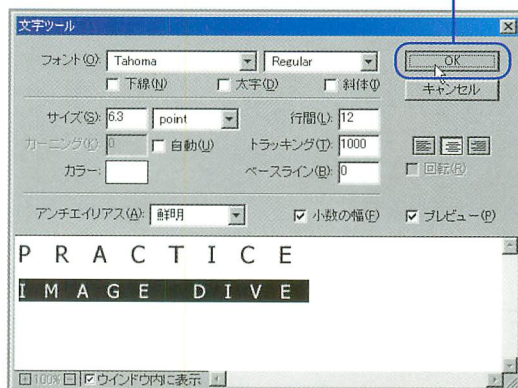 文字ツール
フォント(O): Tahoma Regular OK
下線(N) 太字(D) 斜体(I) キャンセル
サイズ(S): 6.3 point 行間(L): 12
カーニング(K): 0 自動(U) トラッキング(T): 1000
カラー: ベースライン(B): 0 回転(R)
アンチエイリアス(A): 鮮明 小数の幅(F) プレビュー(P)
PRACTICE
IMAGE DIVE
100% ウインドウ内に表示